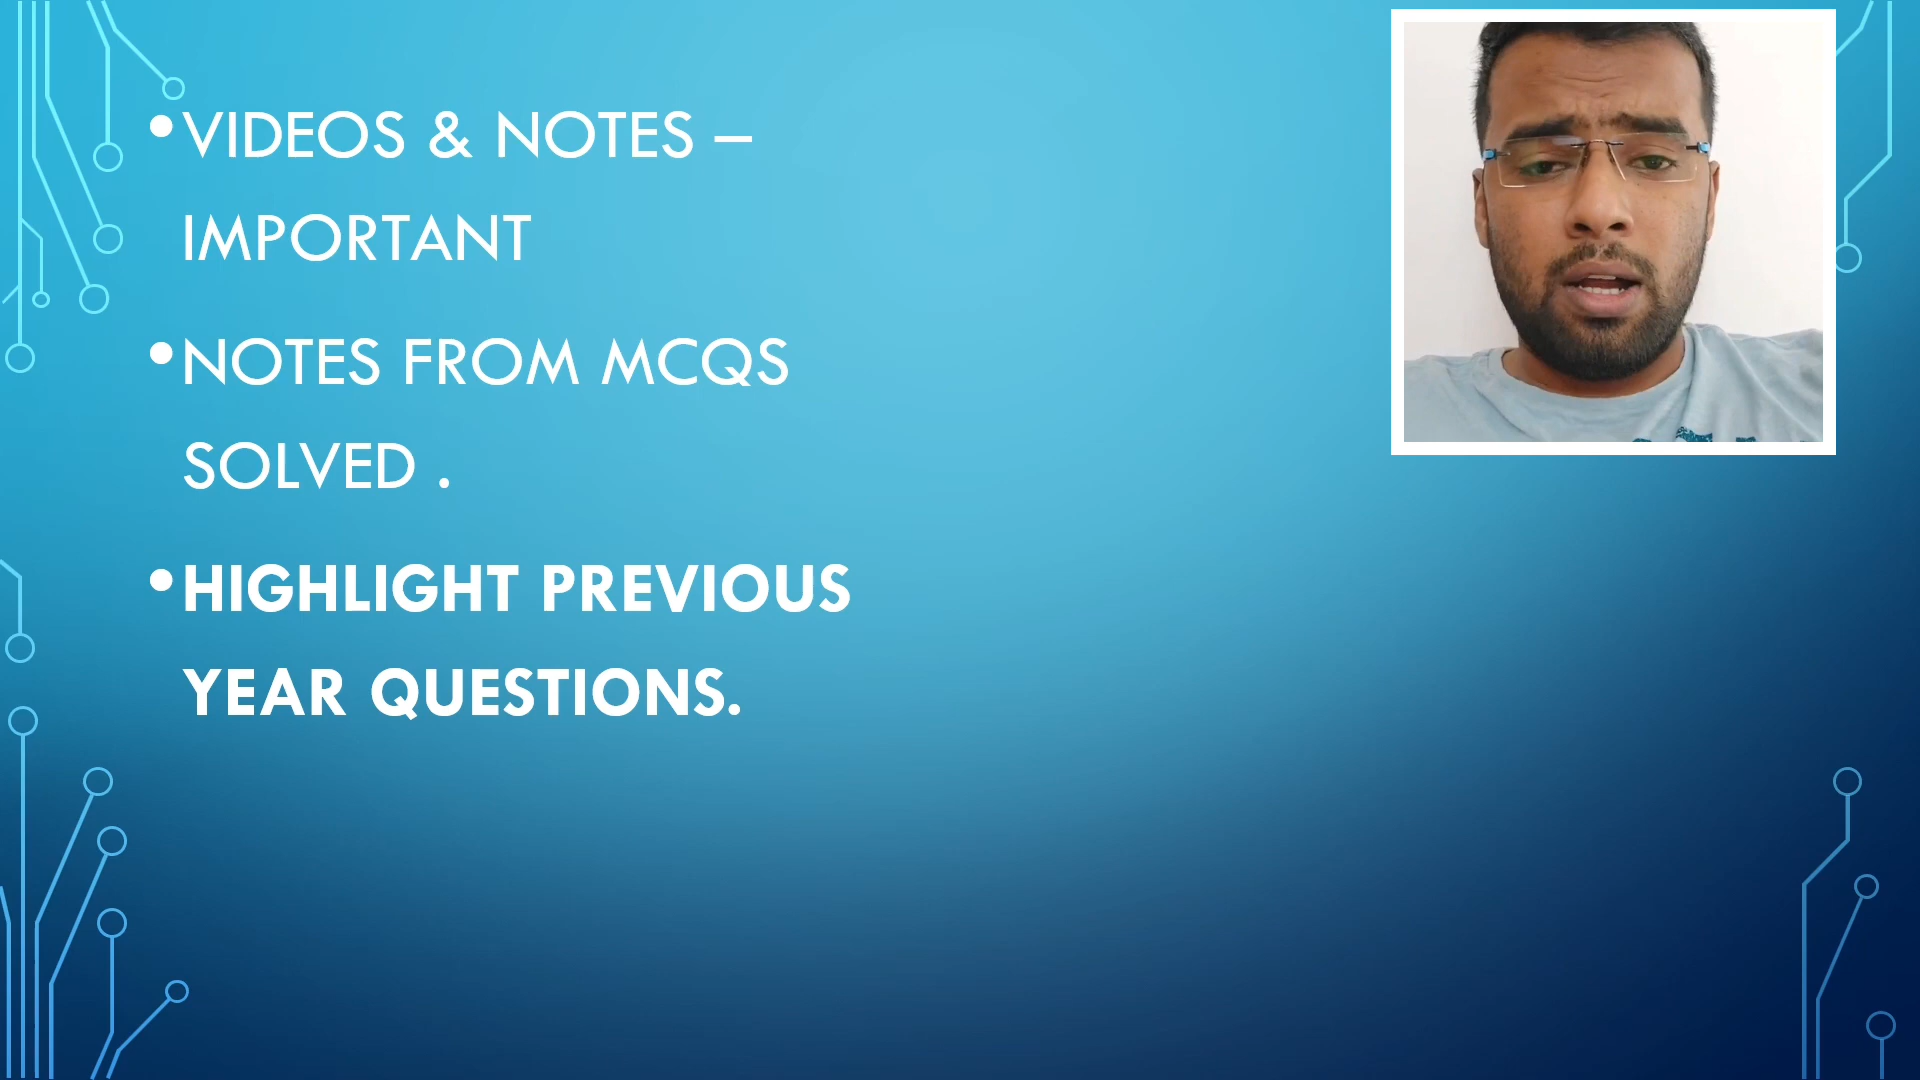 •VIDEOS & NOTES –
IMPORTANT
•NOTES FROM MCQS
SOLVED .
•HIGHLIGHT PREVIOUS
YEAR QUESTIONS.